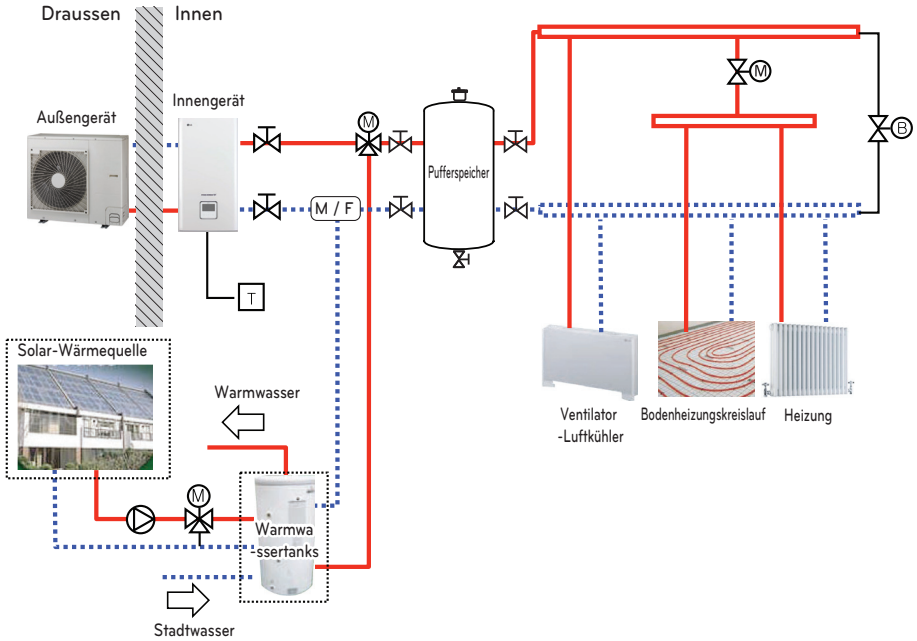 Draussen
Innen
Außengerät
Innengerät
M
Pufferspeicher
M
B
M / F
T
Solar-Wärmequelle
Warmwasser
Ventilator
-Luftkühler
Bodenheizungskreislauf
Heizung
M
Warmwa
-ssertanks
Stadtwasser